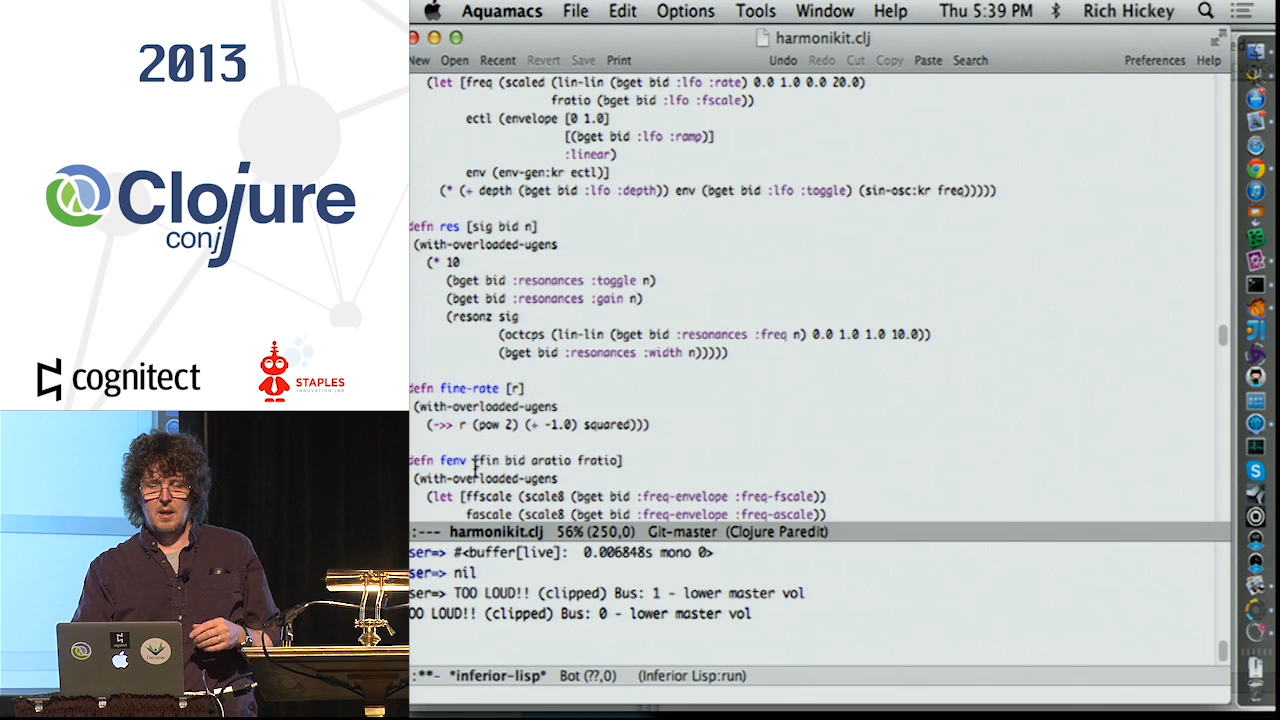 2013
Clojure
conj
cognitect
STAPLES
INNOVATION LAB
Aquamacs File Edit Options Tools Window Help Thu 5:39 PM Rich Hickey
harmonikit.clj
New Open Recent Revert Save Print Undo Redo Cut Copy Paste Search Preferences Help
(let [freq (scaled (lin-lin (bget bid :lfo :rate) 0.0 1.0 0.0 20.0)
fratio (bget bid :lfo :fscale))
ectl (envelope [0 1.0]
[(bget bid :lfo :ramp)]
:linear)
env (env-gen:kr ectl)]
(* (+ depth (bget bid :lfo :depth)) env (bget bid :lfo :toggle) (sin-osc:kr freq)))))
defn res [sig bid n]
(with-overloaded-ugens
(* 10
(bget bid :resonances :toggle n)
(bget bid :resonances :gain n)
(resonz sig
(octcps (lin-lin (bget bid :resonances :freq n) 0.0 1.0 1.0 10.0))
(bget bid :resonances :width n)))))
defn fine-rate [r]
(with-overloaded-ugens
(->> r (pow 2) (+ -1.0) squared)))
defn fenv [fin bid aratio fratio]
(with-overloaded-ugens
(let [ffscale (scale8 (bget bid :freq-envelope :freq-fscale))
fascale (scale8 (bget bid :freq-envelope :freq-ascale))
:--- harmonikit.clj 56% (250,0) Git-master (Clojure Paredit)
ser=> #<buffer[live]: 0.006848s mono 0>
ser=> nil
ser=> TOO LOUD!! (clipped) Bus: 1 - lower master vol
OO LOUD!! (clipped) Bus: 0 - lower master vol
:**- *inferior-lisp* Bot (??,0) (Inferior Lisp:run)